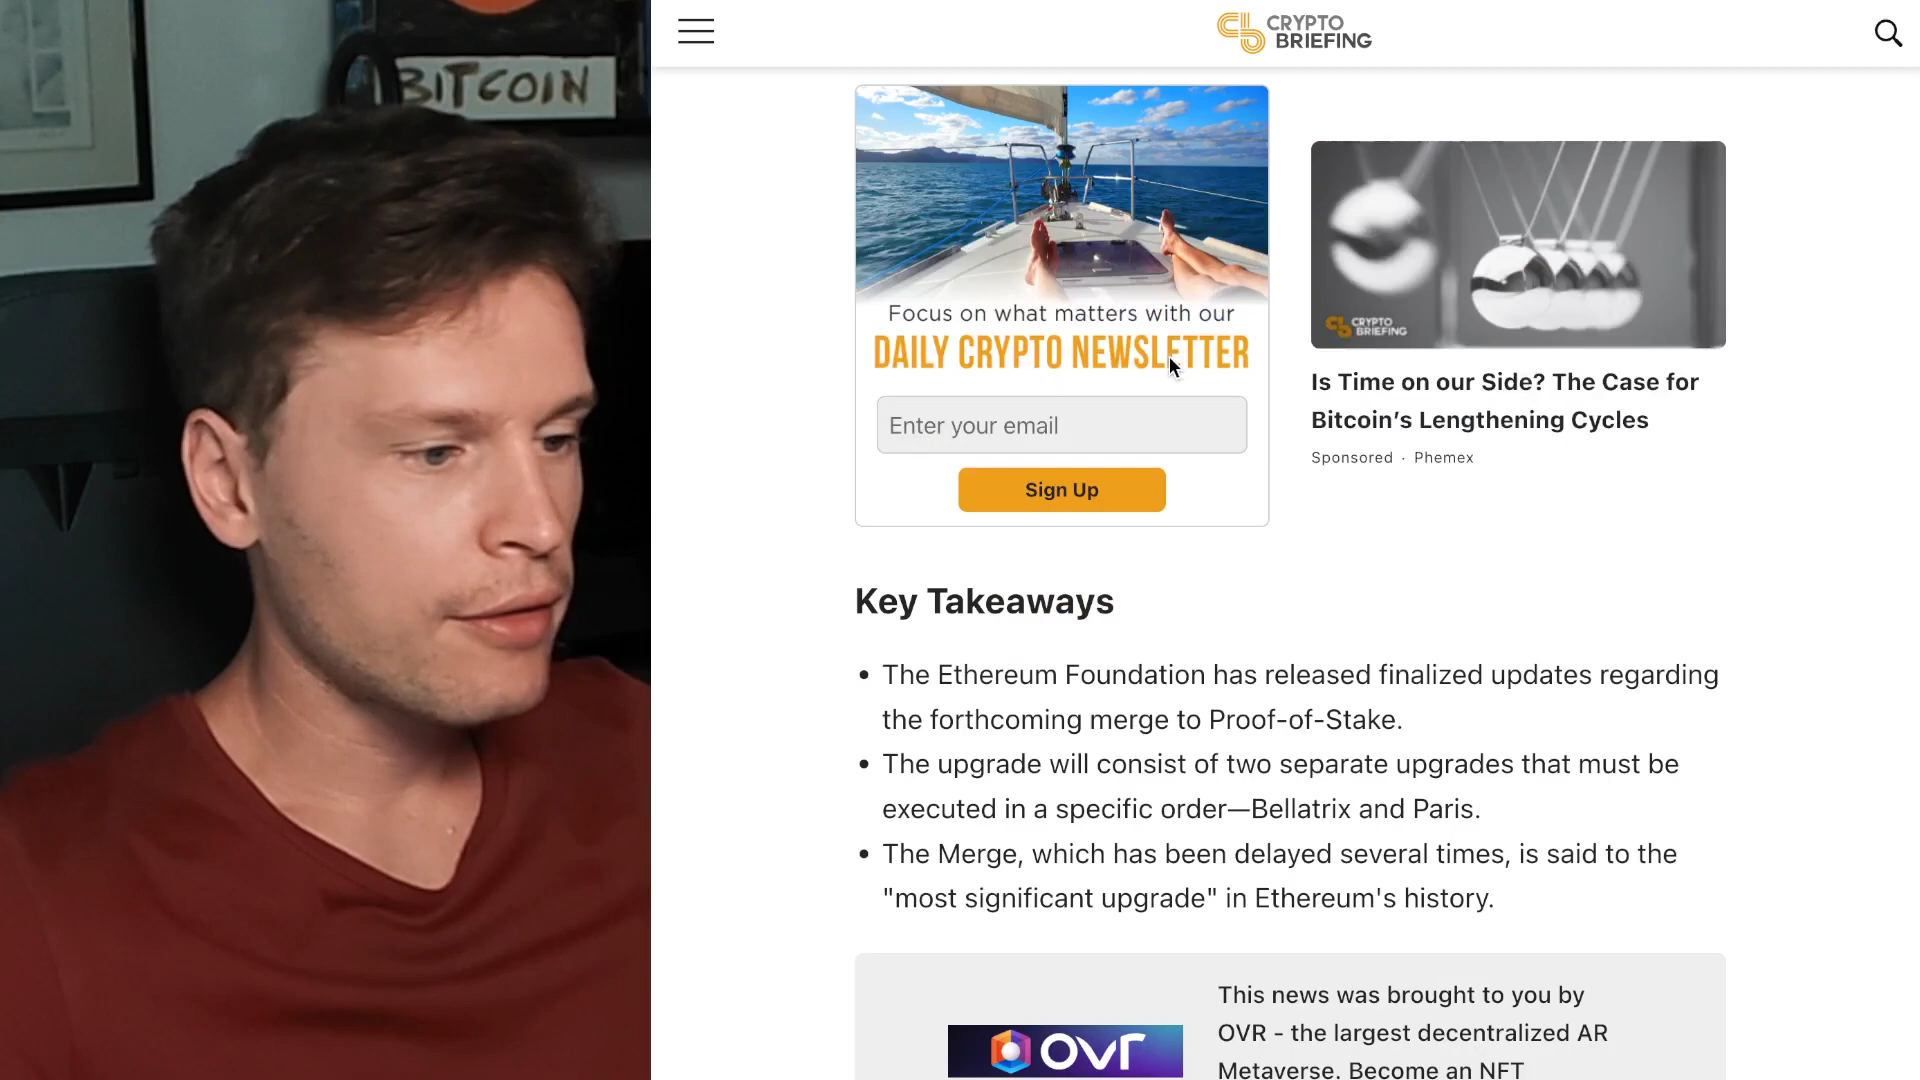 BITCOIN
CRYPTO
BRIEFING
Focus on what matters with our
DAILY CRYPTO NEWSLETTER
Enter your email
Sign Up
CRYPTO
BRIEFING
Is Time on our Side? The Case for
Bitcoin’s Lengthening Cycles
Sponsored · Phemex
Key Takeaways
• The Ethereum Foundation has released finalized updates regarding
the forthcoming merge to Proof-of-Stake.
• The upgrade will consist of two separate upgrades that must be
executed in a specific order—Bellatrix and Paris.
• The Merge, which has been delayed several times, is said to the
"most significant upgrade" in Ethereum's history.
ovr
This news was brought to you by
OVR - the largest decentralized AR
Metaverse. Become an NFT